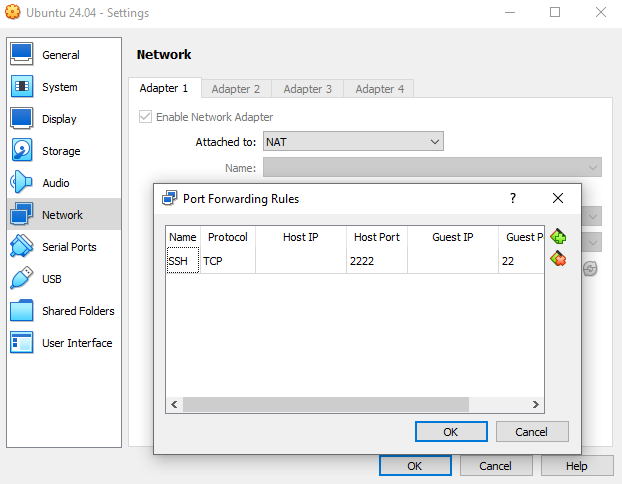 Ubuntu 24.04 - Settings
General
System
Display
Storage
Audio
Network
Serial Ports
USB
Shared Folders
User Interface
Network
Adapter 1 Adapter 2 Adapter 3 Adapter 4
Enable Network Adapter
Attached to: NAT
Name:
Port Forwarding Rules ?
Name Protocol Host IP Host Port Guest IP Guest P
SSH TCP 2222 22
OK Cancel
OK Cancel Help